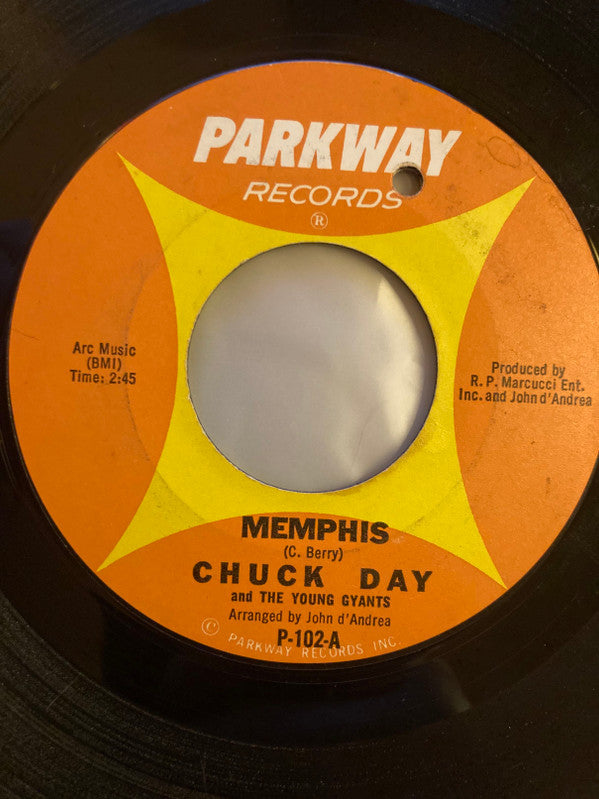 PARKWAY
RECORDS
®
Arc Music
(BMI)
Time: 2:45
Produced by
R. P. Marcucci Ent.
Inc. and John d'Andrea
MEMPHIS
(C. Berry)
CHUCK DAY
and THE YOUNG GYANTS
Arranged by John d'Andrea
P-102-A
© PARKWAY RECORDS INC.